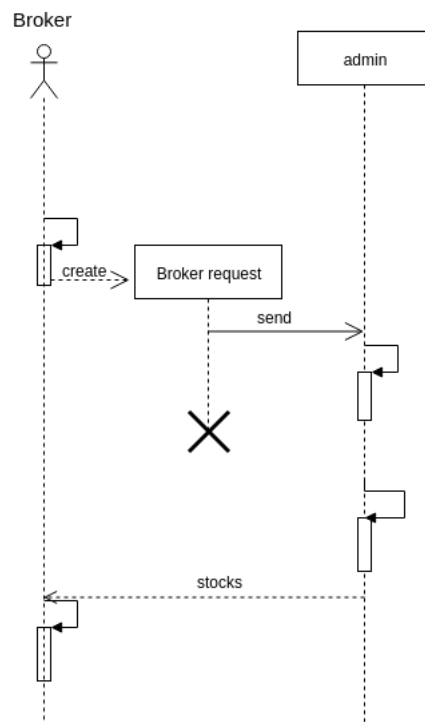 Broker
admin
create
Broker request
send
stocks